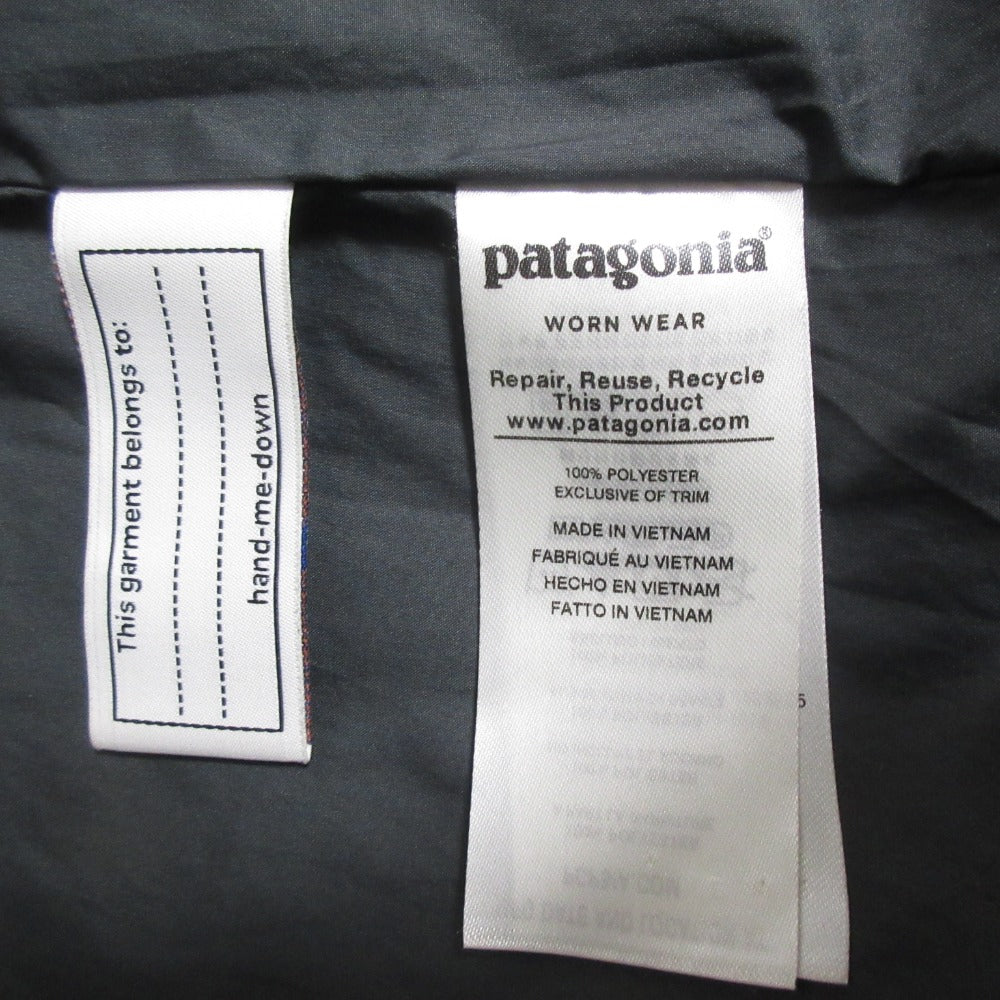 This garment belongs to:
hand-me-down
patagonia®
WORN WEAR
Repair, Reuse, Recycle
This Product
www.patagonia.com
100% POLYESTER
EXCLUSIVE OF TRIM
MADE IN VIETNAM
FABRIQUÉ AU VIETNAM
HECHO EN VIETNAM
FATTO IN VIETNAM
5